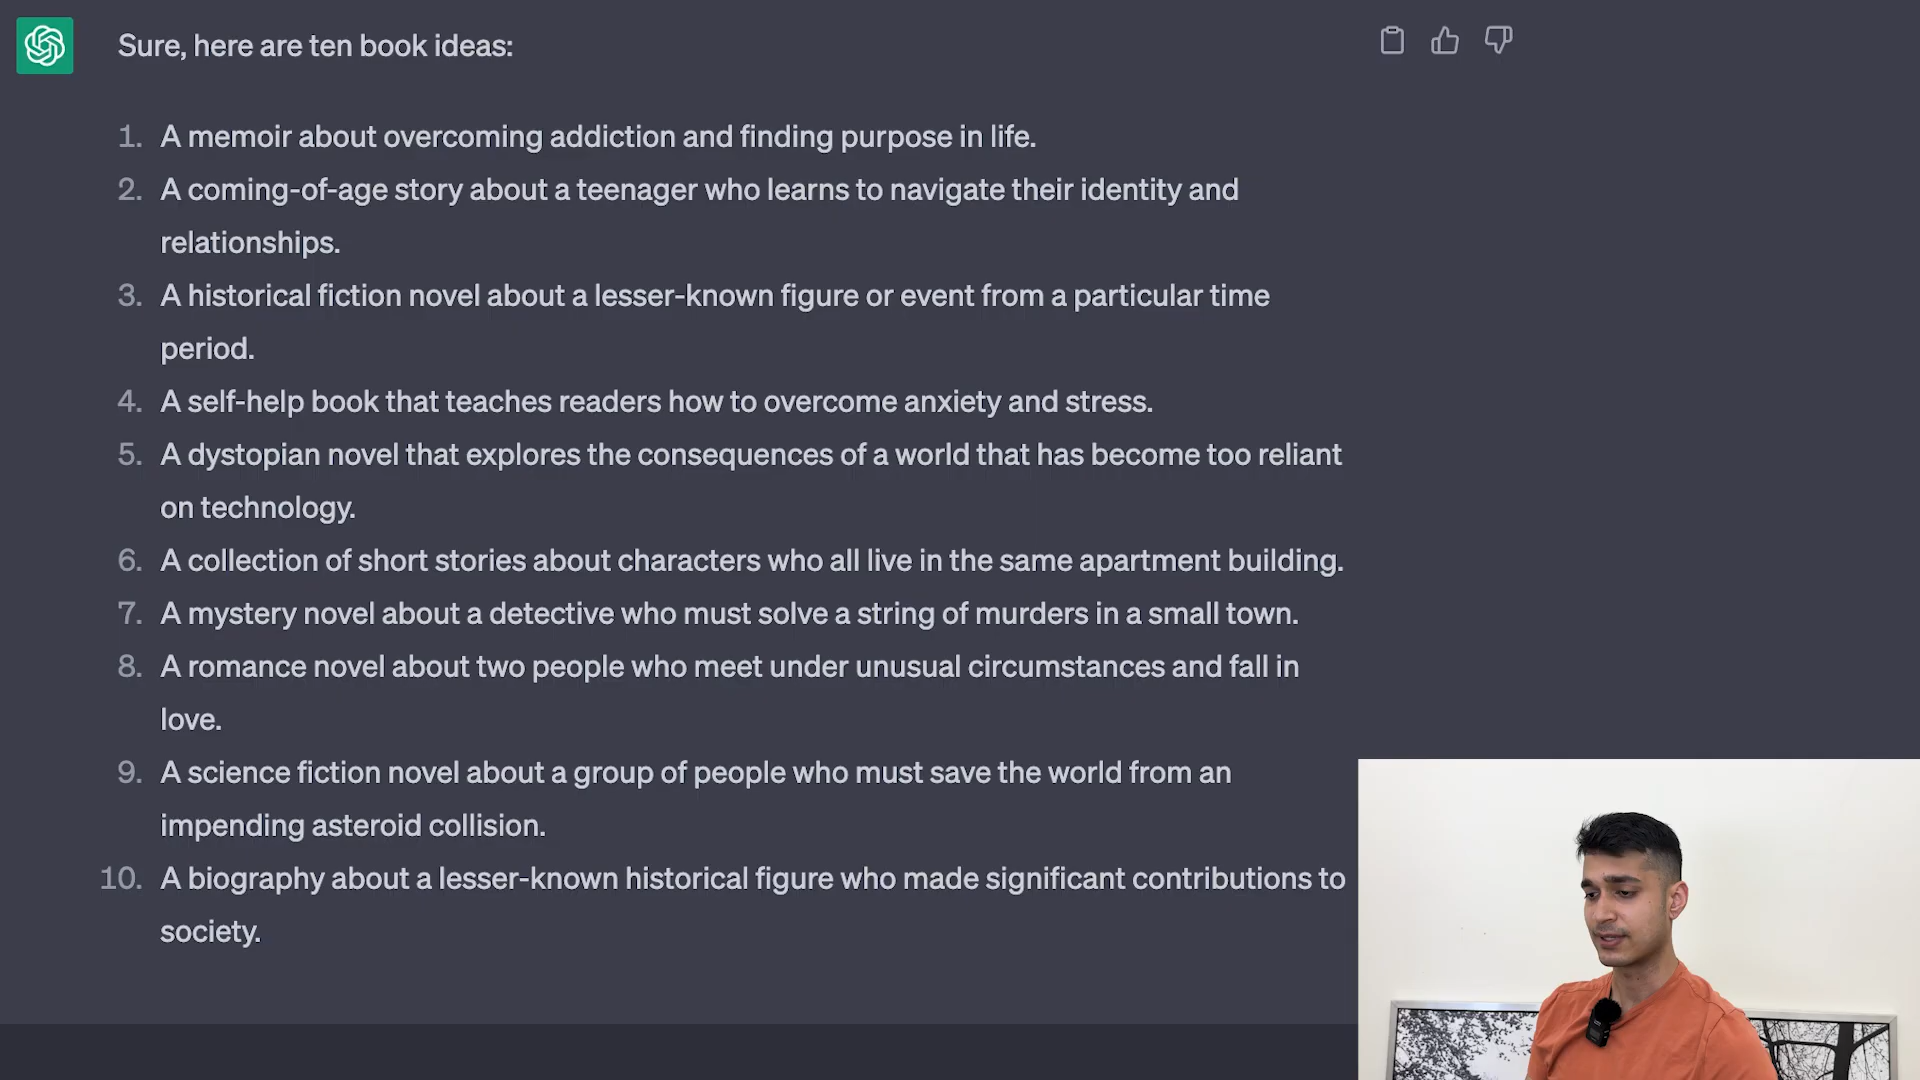 Sure, here are ten book ideas:
1. A memoir about overcoming addiction and finding purpose in life.
2. A coming-of-age story about a teenager who learns to navigate their identity and
relationships.
3. A historical fiction novel about a lesser-known figure or event from a particular time
period.
4. A self-help book that teaches readers how to overcome anxiety and stress.
5. A dystopian novel that explores the consequences of a world that has become too reliant
on technology.
6. A collection of short stories about characters who all live in the same apartment building.
7. A mystery novel about a detective who must solve a string of murders in a small town.
8. A romance novel about two people who meet under unusual circumstances and fall in
love.
9. A science fiction novel about a group of people who must save the world from an
impending asteroid collision.
10. A biography about a lesser-known historical figure who made significant contributions to
society.